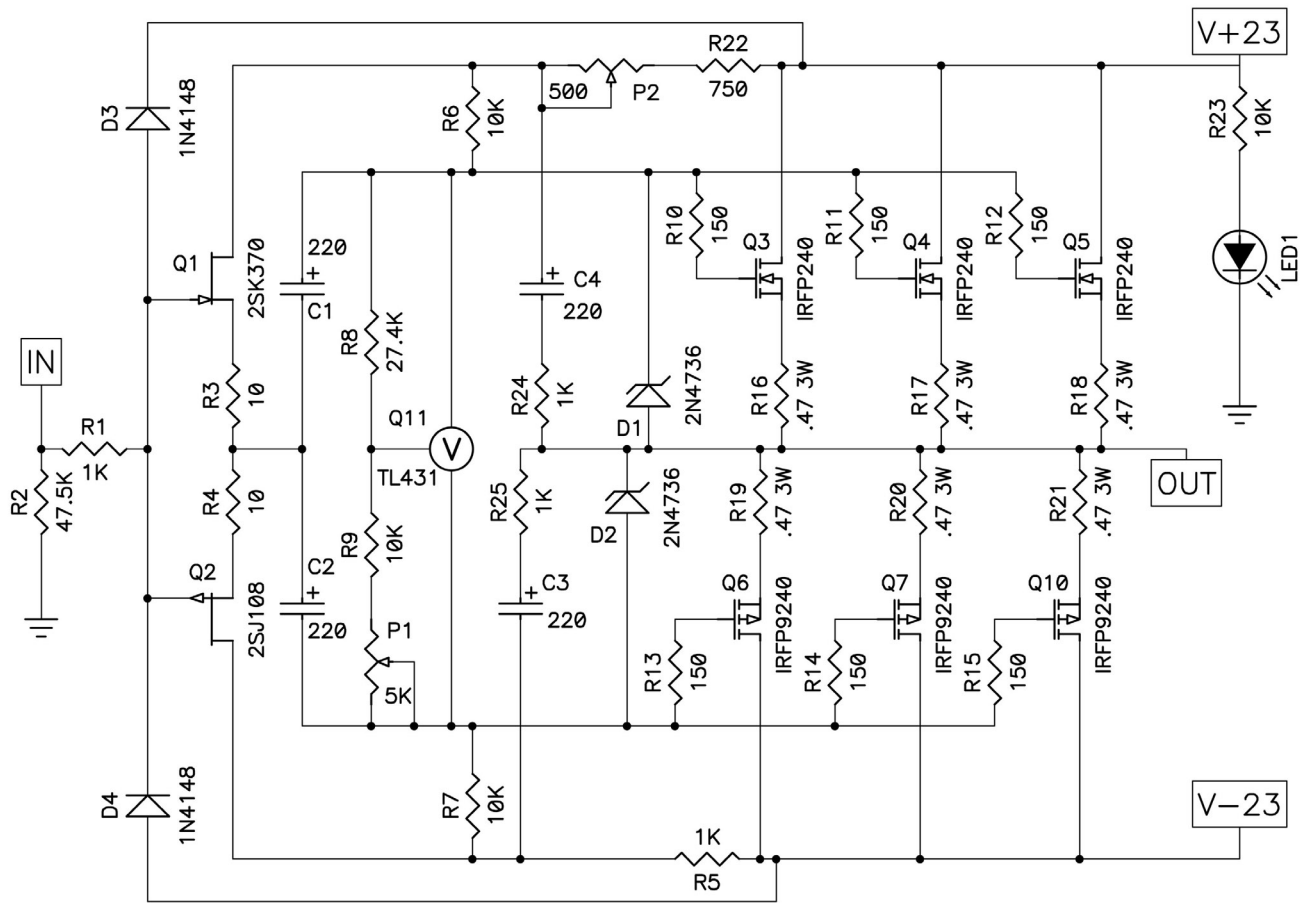 V+23
R22
750
500
P2
R6
10K
D3
1N4148
R23
10K
LED1
R10
150
R11
150
R12
150
Q3
IRFP240
Q4
IRFP240
Q5
IRFP240
Q1
2SK370
220
+
C1
R8
27.4K
+
C4
220
R24
1K
D1
2N4736
R16
.47 3W
R17
.47 3W
R18
.47 3W
IN
R1
1K
R2
47.5K
R3
10
R4
10
Q11
V
TL431
R25
1K
D2
2N4736
R19
.47 3W
R20
.47 3W
R21
.47 3W
OUT
Q2
2SJ108
C2
+
220
R9
10K
P1
5K
+
C3
220
Q6
IRFP9240
Q7
IRFP9240
Q10
IRFP9240
R13
150
R14
150
R15
150
D4
1N4148
R7
10K
1K
R5
V-23